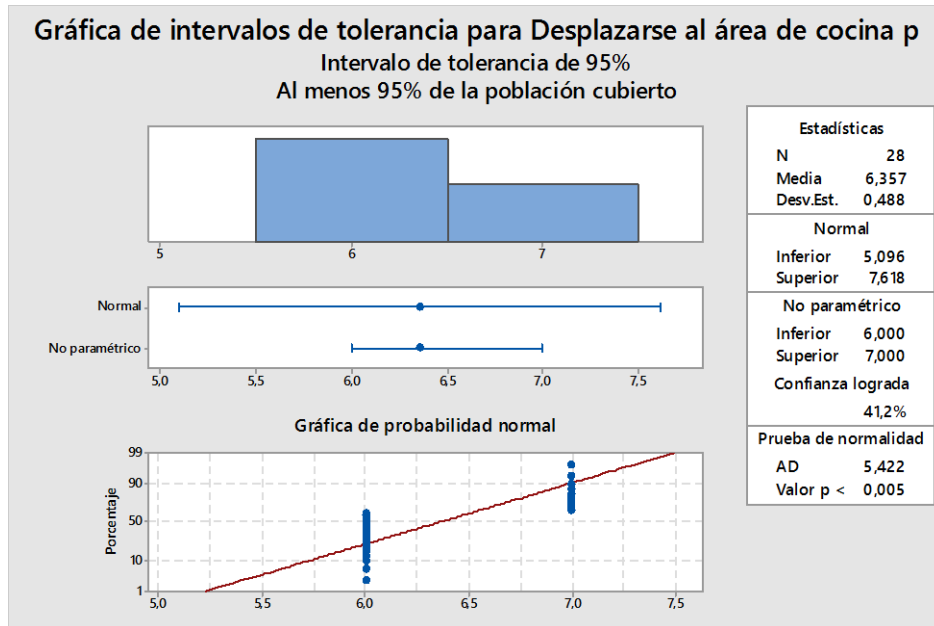 Gráfica de intervalos de tolerancia para Desplazarse al área de cocina p
Intervalo de tolerancia de 95%
Al menos 95% de la población cubierto
5 6 7
Normal
No paramétrico
5,0 5,5 6,0 6,5 7,0 7,5
Gráfica de probabilidad normal
Porcentaje
99
90
50
10
1
5,0 5,5 6,0 6,5 7,0 7,5
Estadísticas
N 28
Media 6,357
Desv.Est. 0,488
Normal
Inferior 5,096
Superior 7,618
No paramétrico
Inferior 6,000
Superior 7,000
Confianza lograda
41,2%
Prueba de normalidad
AD 5,422
Valor p < 0,005